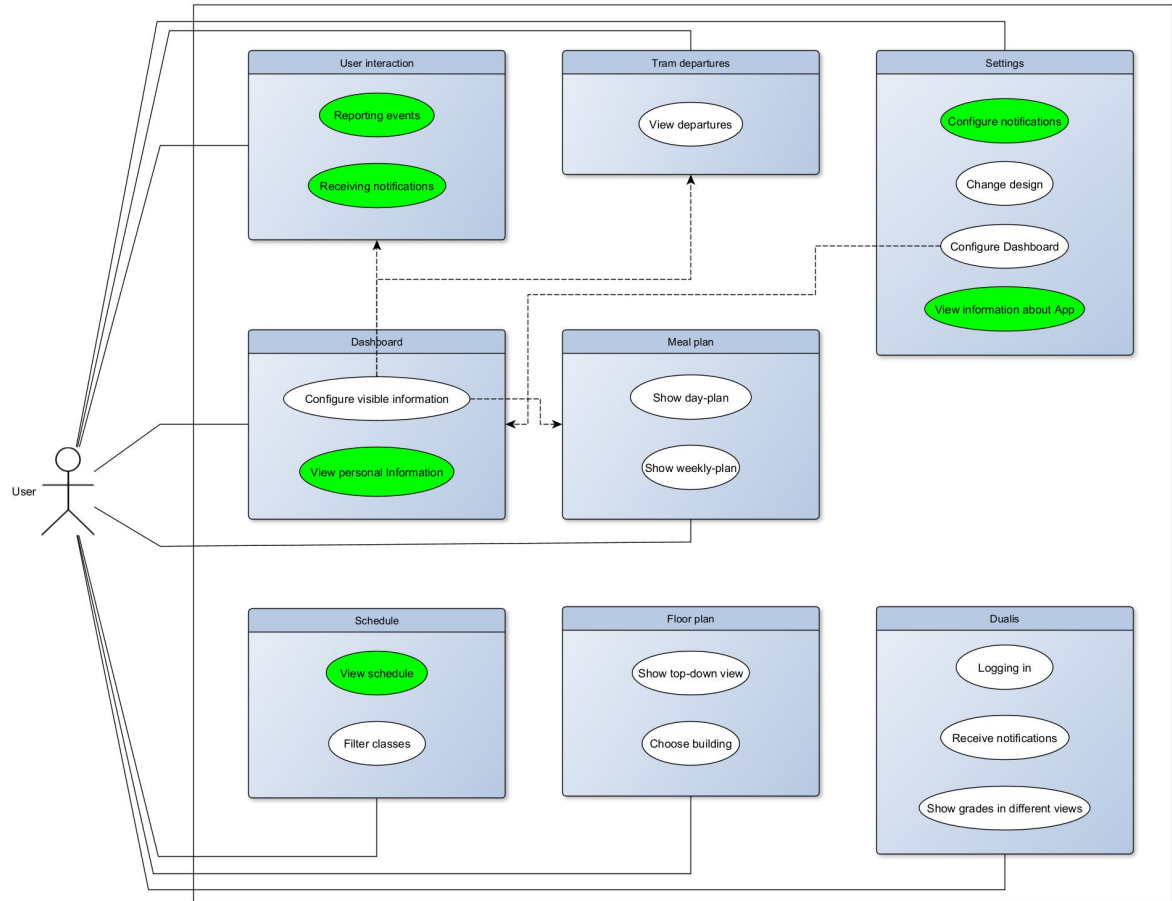 User interaction
Reporting events
Receiving notifications
Tram departures
View departures
Settings
Configure notifications
Change design
Configure Dashboard
View information about App
Dashboard
Configure visible information
View personal Information
Meal plan
Show day-plan
Show weekly-plan
User
Schedule
View schedule
Filter classes
Floor plan
Show top-down view
Choose building
Dualis
Logging in
Receive notifications
Show grades in different views